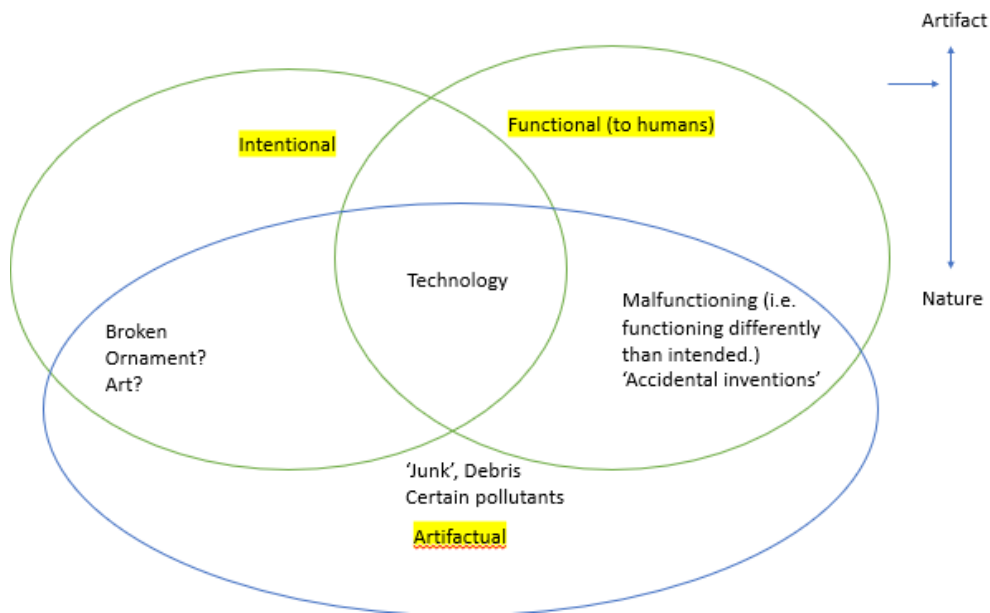 Artifact
Functional (to humans)
Intentional
Technology
Malfunctioning (i.e.
functioning differently
than intended.)
‘Accidental inventions’
Nature
Broken
Ornament?
Art?
‘Junk’, Debris
Certain pollutants
Artifactual